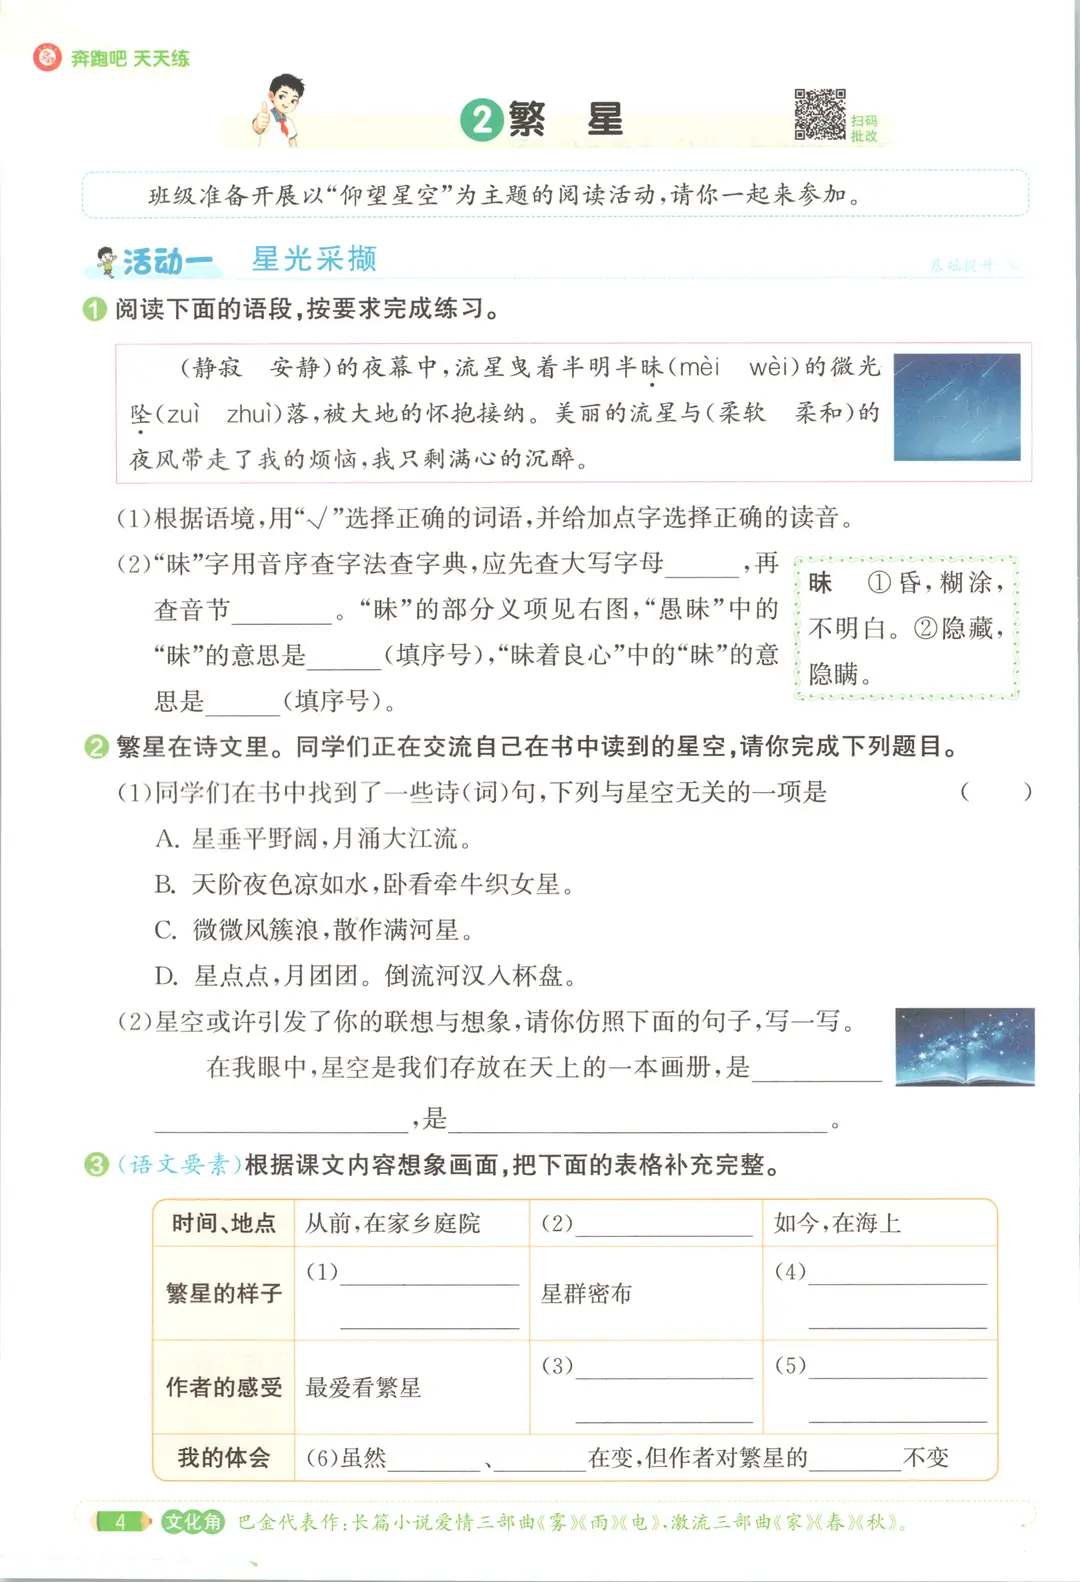 奔跑吧 天天练
2 繁 星
扫码
批改
班级准备开展以“仰望星空”为主题的阅读活动,请你一起来参加。
活动一 星光采撷
基础提升
1 阅读下面的语段,按要求完成练习。
(静寂 安静)的夜幕中,流星曳着半明半昧(mèi wèi)的微光
坠(zuì zhuì)落,被大地的怀抱接纳。美丽的流星与(柔软 柔和)的
夜风带走了我的烦恼,我只剩满心的沉醉。
(1)根据语境,用“√”选择正确的词语,并给加点字选择正确的读音。
(2)“昧”字用音序查字法查字典,应先查大写字母______,再
查音节________。“昧”的部分义项见右图,“愚昧”中的
“昧”的意思是______(填序号),“昧着良心”中的“昧”的意
思是______(填序号)。
昧 ①昏,糊涂,
不明白。②隐藏,
隐瞒。
2 繁星在诗文里。同学们正在交流自己在书中读到的星空,请你完成下列题目。
(1)同学们在书中找到了一些诗(词)句,下列与星空无关的一项是 ( )
A. 星垂平野阔,月涌大江流。
B. 天阶夜色凉如水,卧看牵牛织女星。
C. 微微风簇浪,散作满河星。
D. 星点点,月团团。倒流河汉入杯盘。
(2)星空或许引发了你的联想与想象,请你仿照下面的句子,写一写。
在我眼中,星空是我们存放在天上的一本画册,是__________
____________________,是______________________________。
3 (语文要素)根据课文内容想象画面,把下面的表格补充完整。
时间、地点 从前,在家乡庭院 (2)______________ 如今,在海上
繁星的样子 (1)______________ 星群密布 (4)______________
作者的感受 最爱看繁星 (3)______________ (5)______________
我的体会 (6)虽然_______、_______在变,但作者对繁星的_______不变
4 文化角 巴金代表作:长篇小说爱情三部曲《雾》《雨》《电》,激流三部曲《家》《春》《秋》。